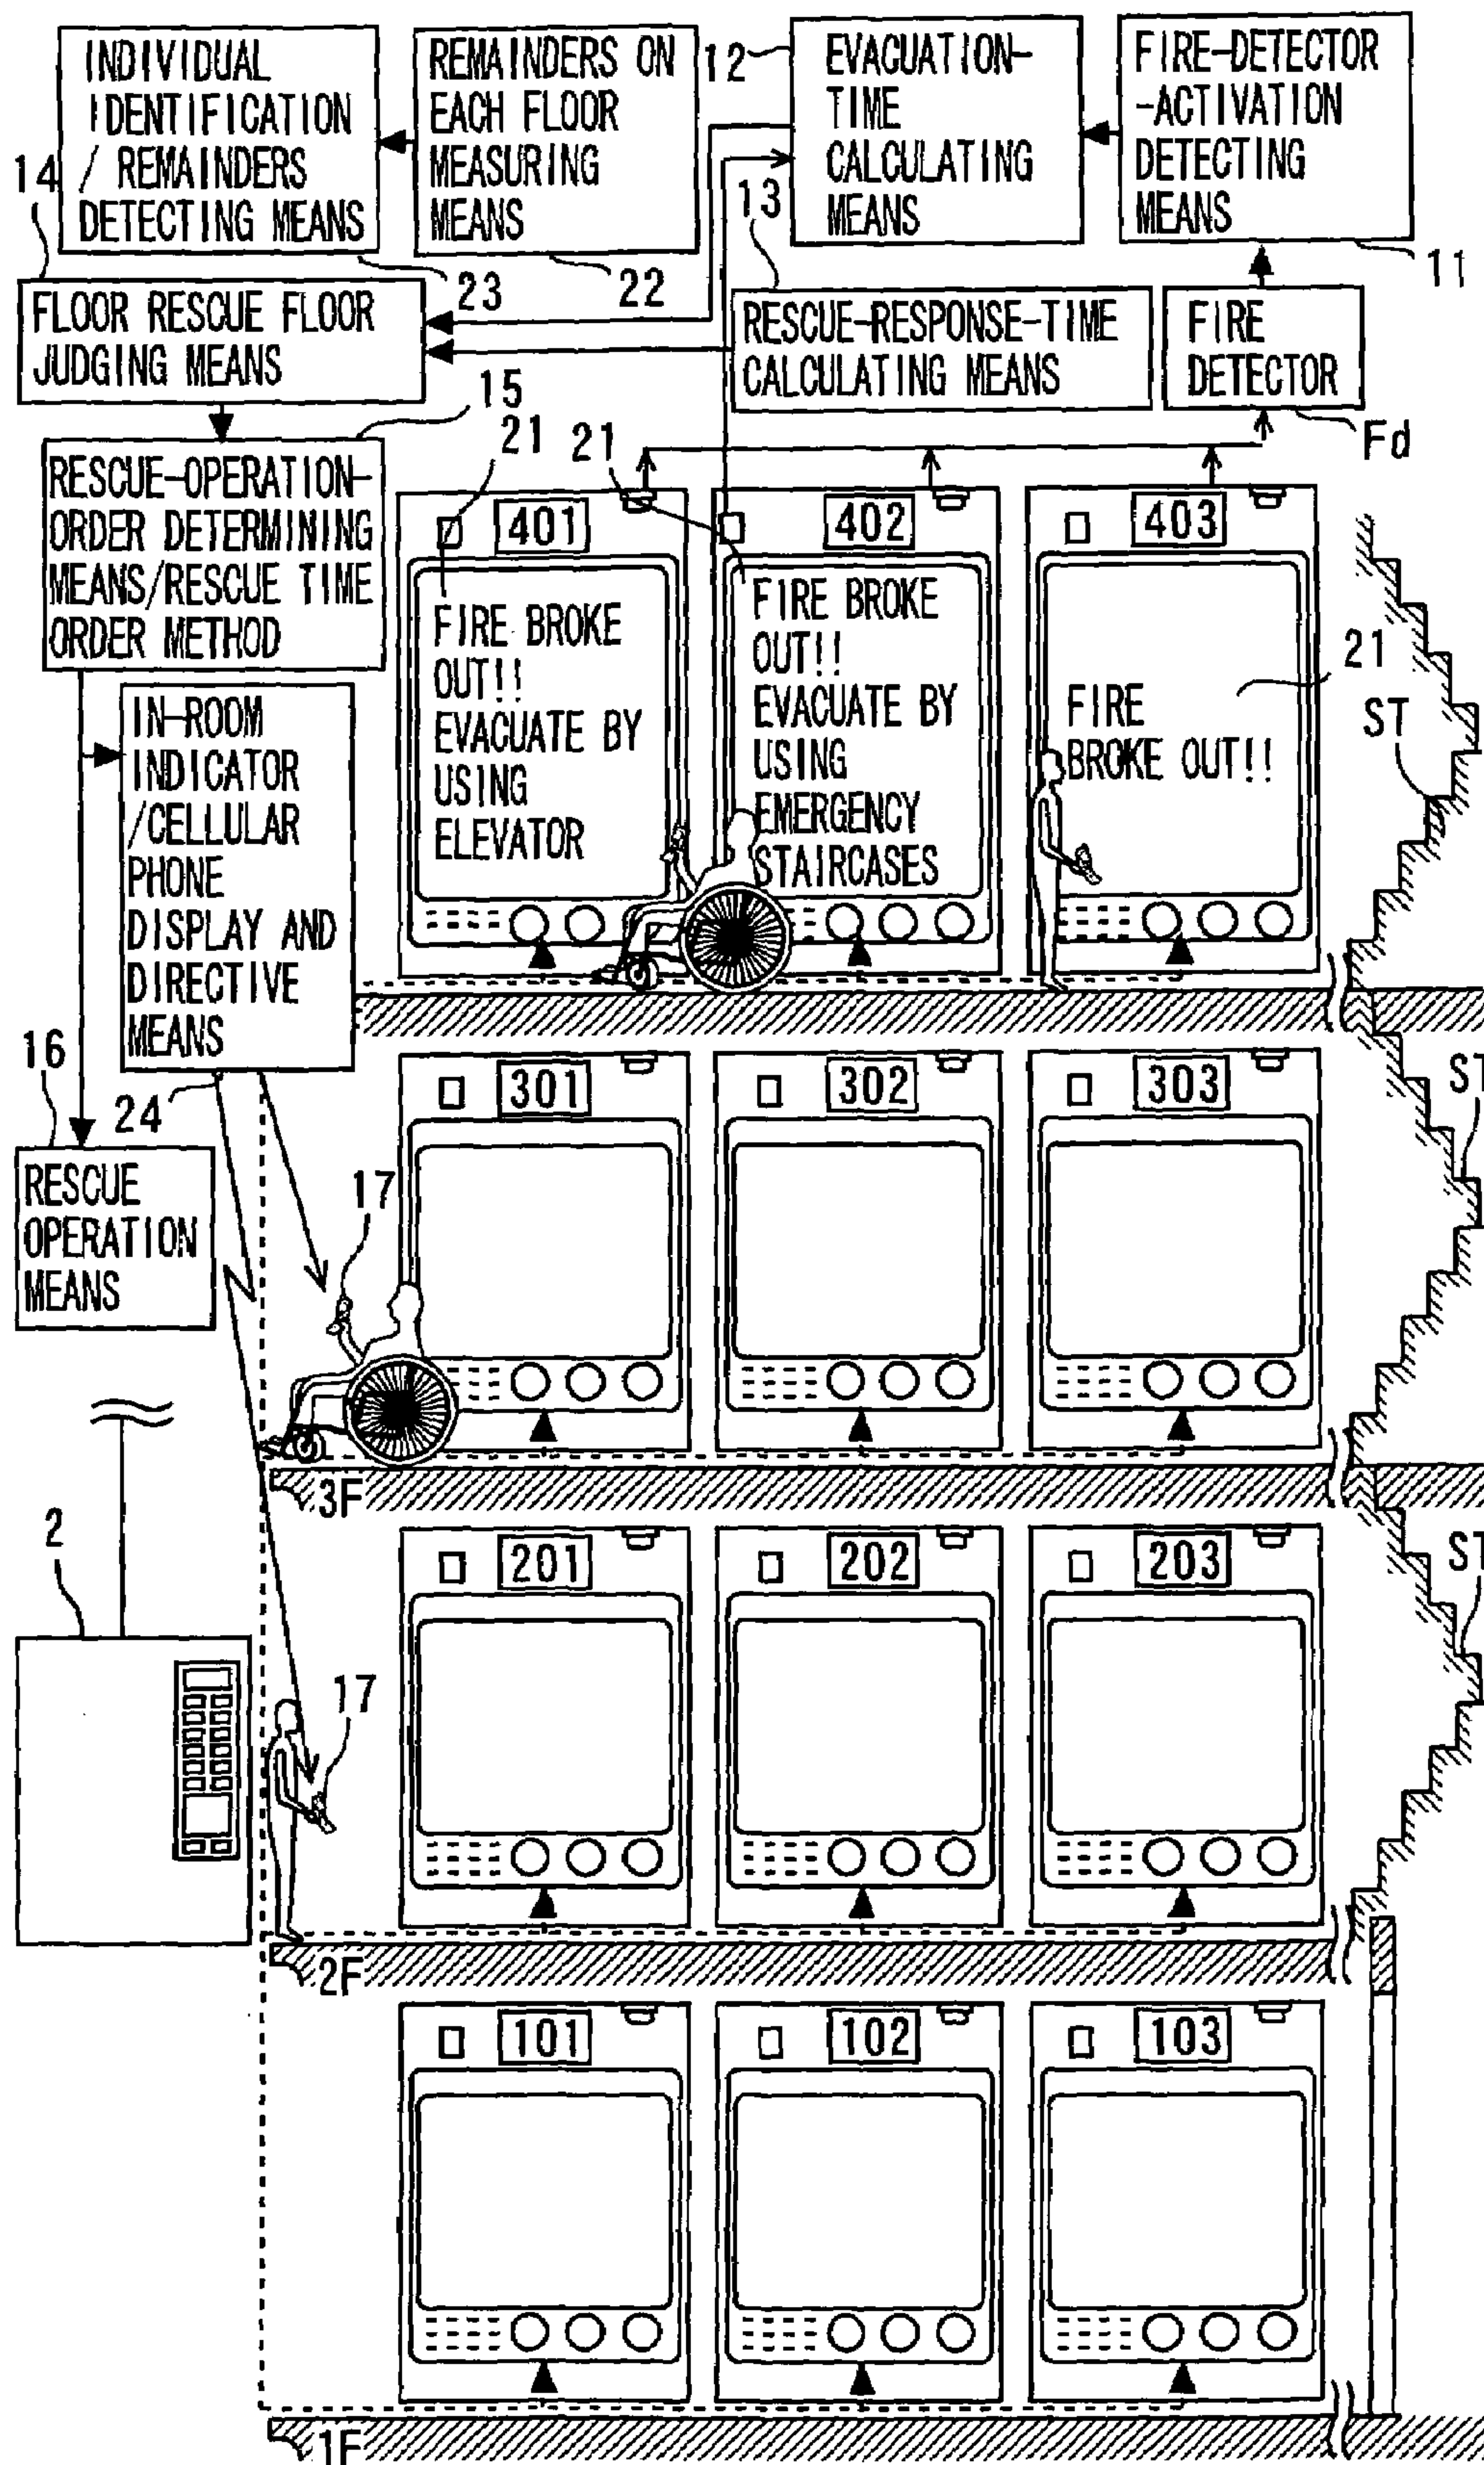 INDIVIDUAL
IDENTIFICATION
/ REMAINDERS
DETECTING MEANS
REMAINDERS ON
EACH FLOOR
MEASURING
MEANS
12
EVACUATION-
TIME
CALCULATING
MEANS
FIRE-DETECTOR
-ACTIVATION
DETECTING
MEANS
14
13
23
22
11
FLOOR RESCUE FLOOR
JUDGING MEANS
RESCUE-RESPONSE-TIME
CALCULATING MEANS
FIRE
DETECTOR
15
21
21
Fd
RESCUE-OPERATION-
ORDER DETERMINING
MEANS/RESCUE TIME
ORDER METHOD
401
402
403
FIRE BROKE
OUT!!
EVACUATE BY
USING
ELEVATOR
FIRE BROKE
OUT!!
EVACUATE BY
USING
EMERGENCY
STAIRCASES
FIRE
BROKE OUT!!
21
ST
IN-ROOM
INDICATOR
/CELLULAR
PHONE
DISPLAY AND
DIRECTIVE
MEANS
16
24
301
302
303
ST
RESCUE
OPERATION
MEANS
17
3F
2
201
202
203
ST
17
2F
101
102
103
1F